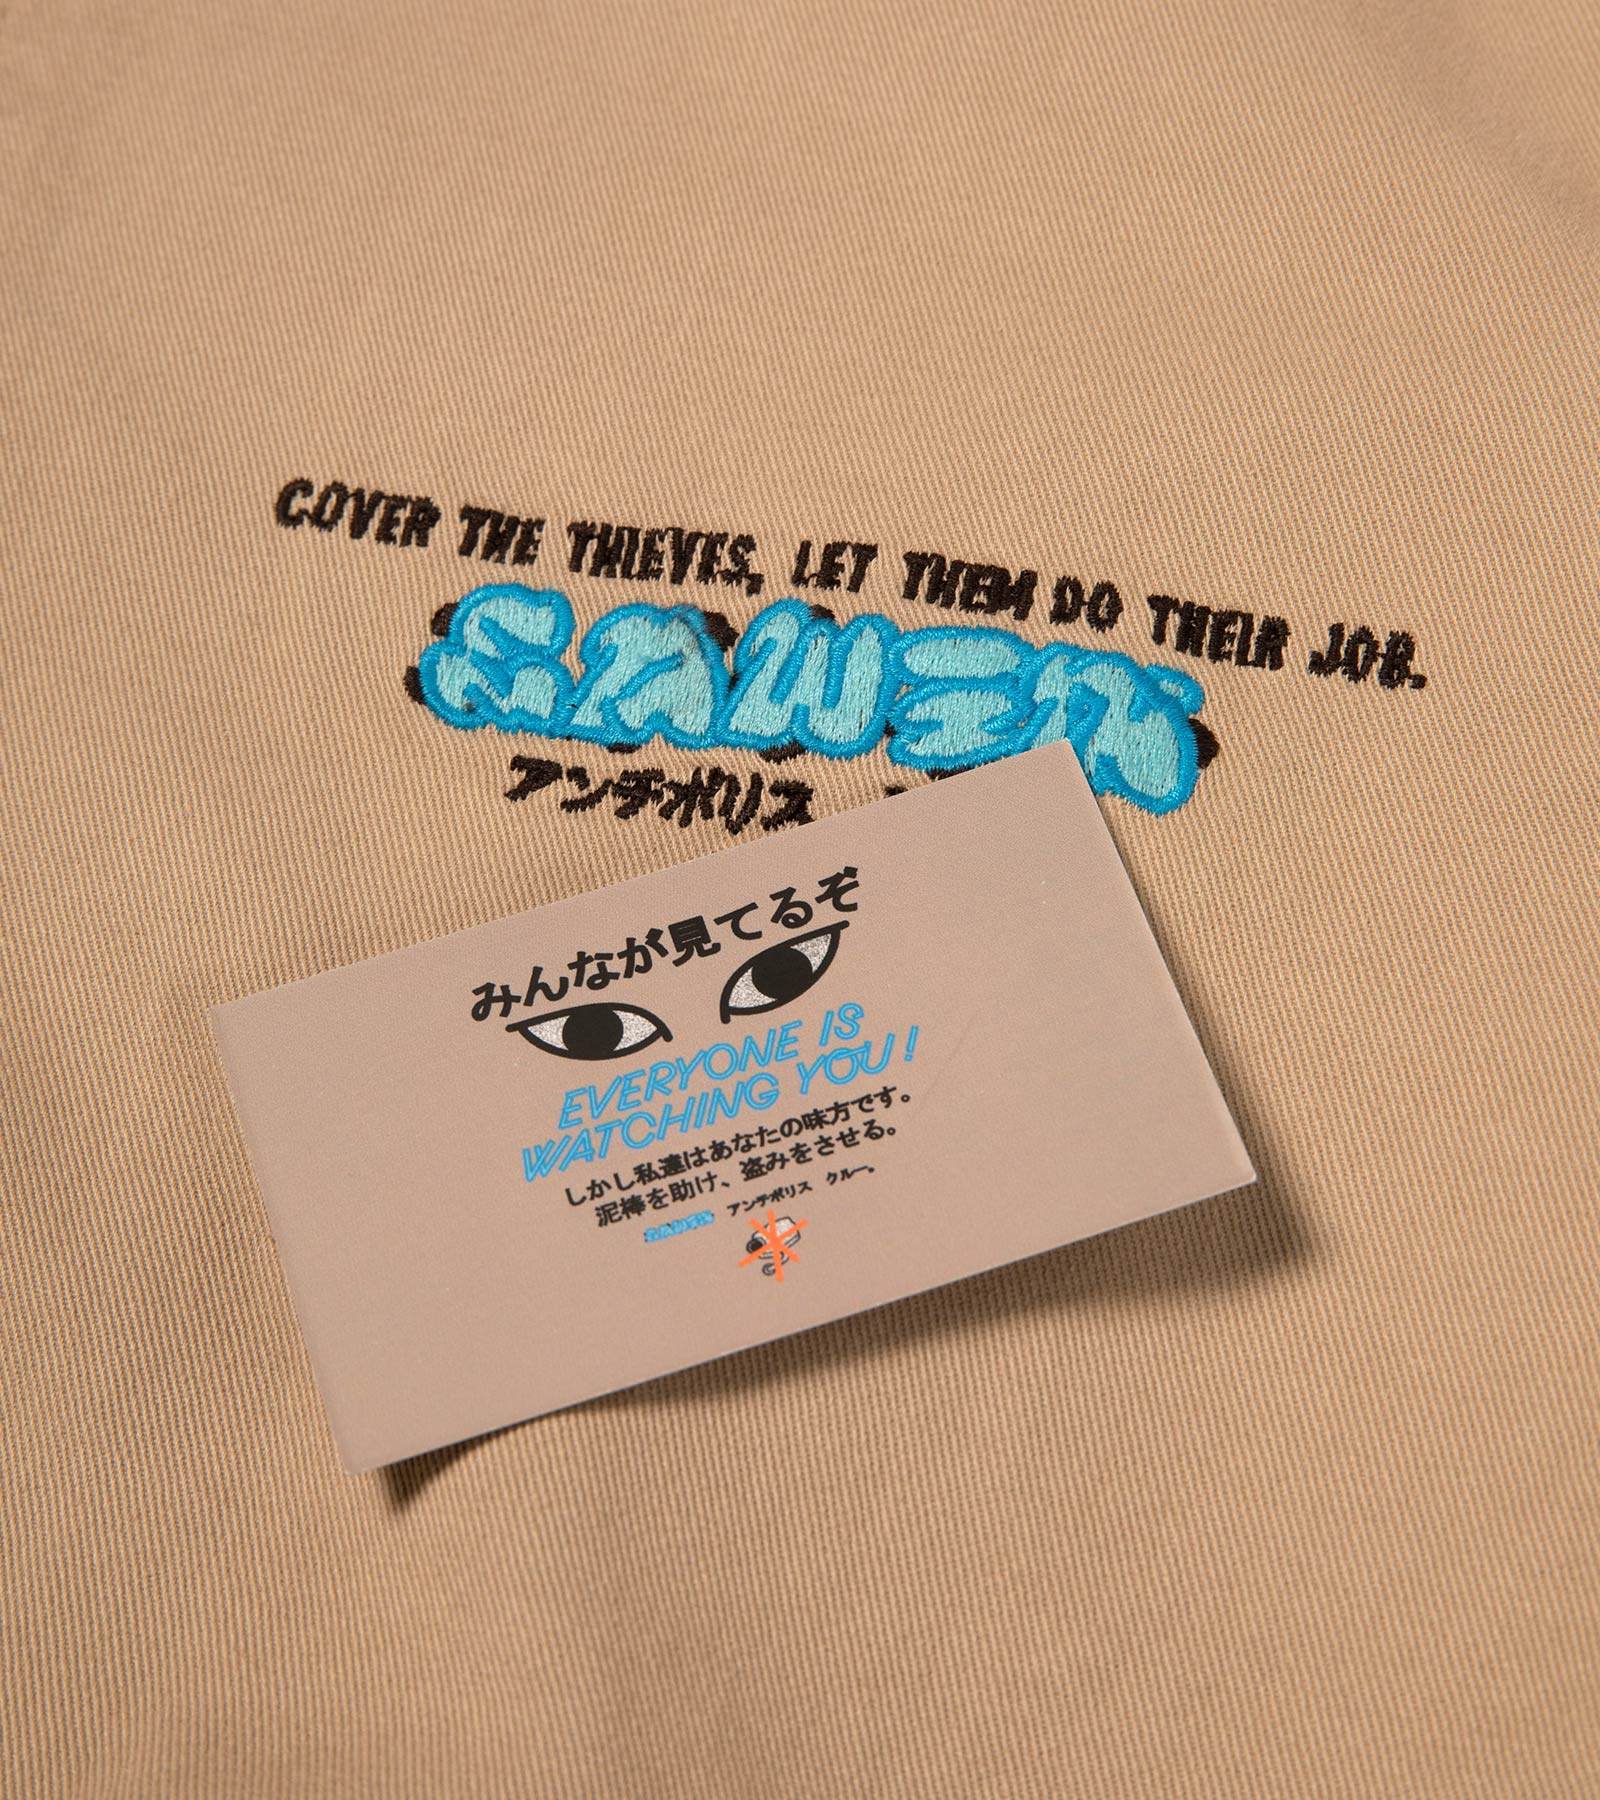 COVER THE THIEVES, LET THEM DO THEIR JOB.
SAWER
アンチポリス
みんなが見てるぞ
EVERYONE IS
WATCHING YOU!
しかし私達はあなたの味方です。
泥棒を助け、盗みをさせる。
アンチポリス クルー。